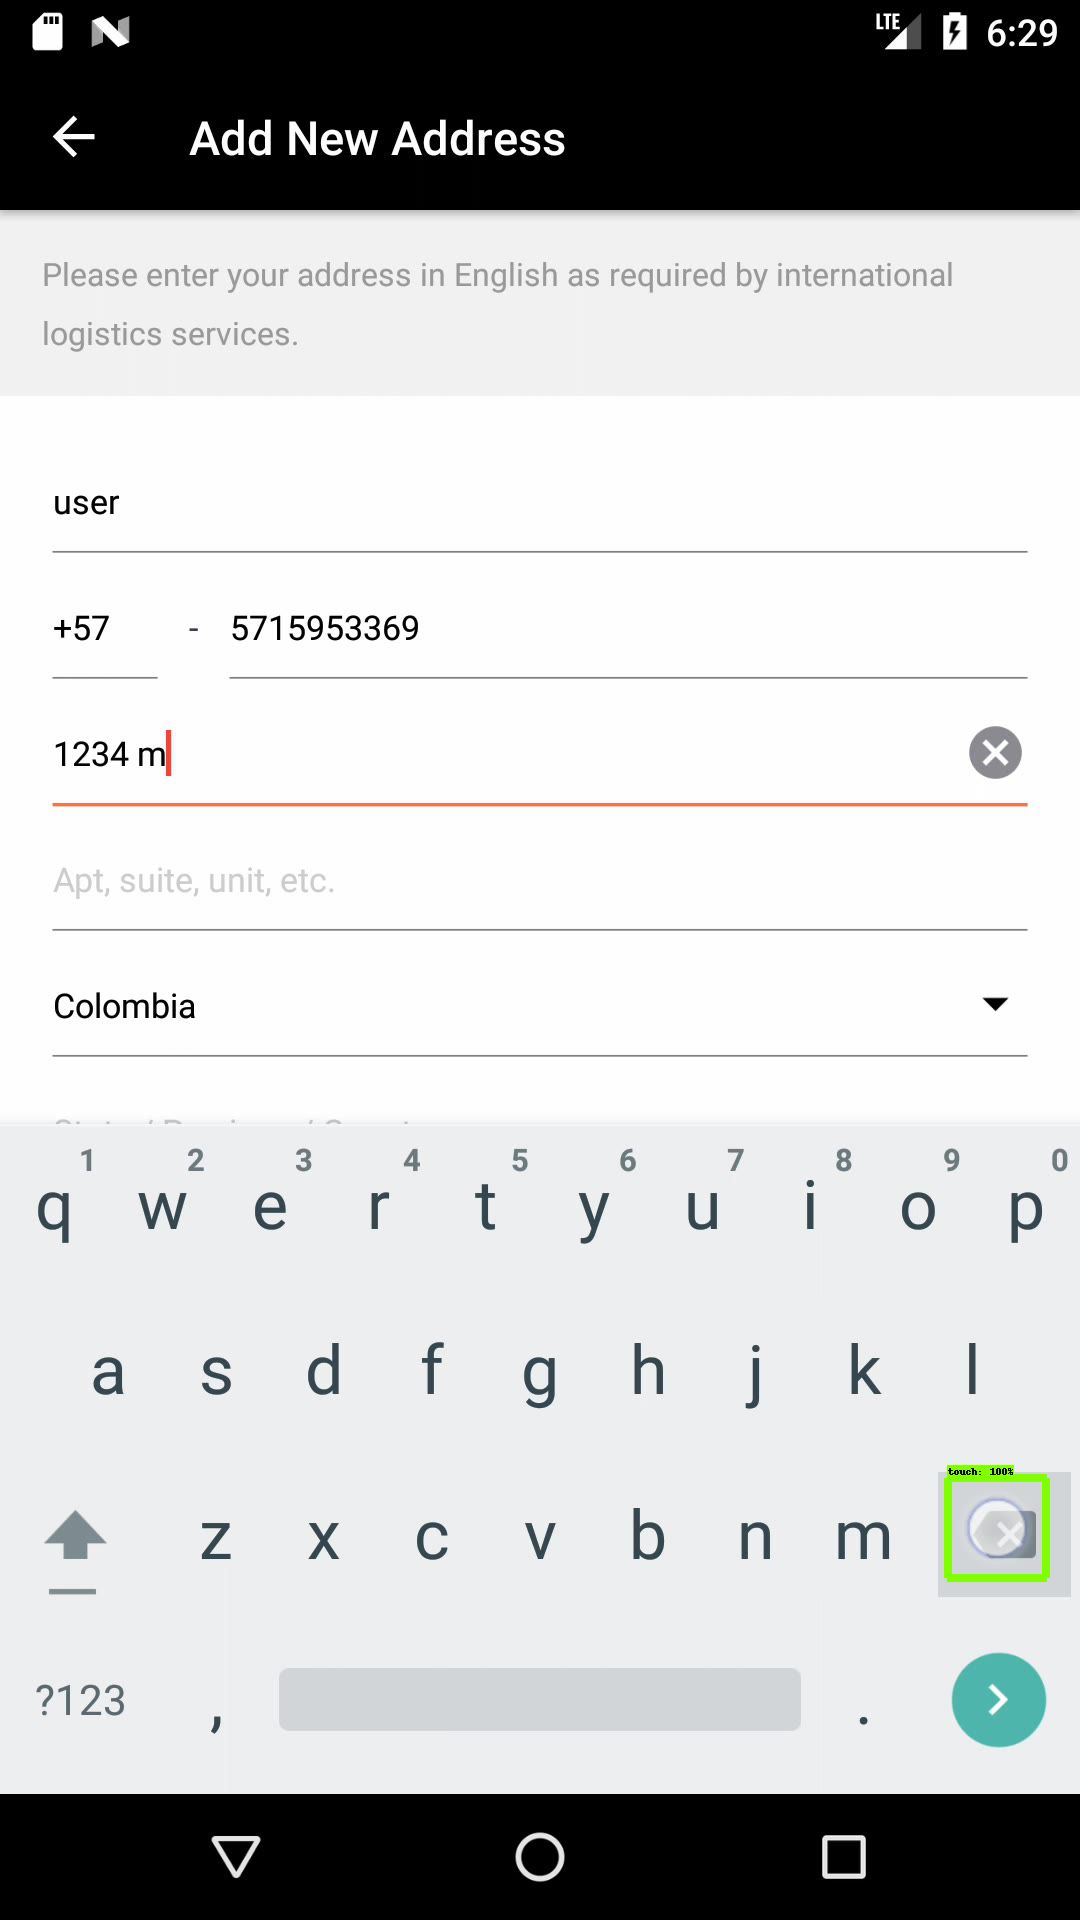 LTE 6:29
Add New Address
Please enter your address in English as required by international
logistics services.
user
+57 - 5715953369
1234 m
Apt, suite, unit, etc.
Colombia
1 2 3 4 5 6 7 8 9 0
q w e r t y u i o p
a s d f g h j k l
touch: 100%
z x c v b n m
?123 , .